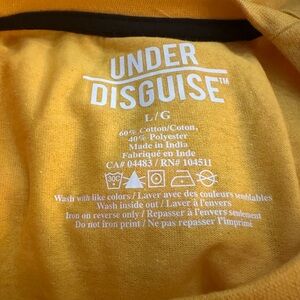 UNDER
DISGUISE™
L/G
60% Cotton/Coton,
40% Polyester
Made in India
Fabriqué en Inde
CA# 04483 / RN# 104511
Wash with like colors / Laver avec des couleurs semblables
Wash inside out / Laver à l'envers
Iron on reverse only / Repasser à l'envers seulement
Do not iron print / Ne pas repasser l'imprimé